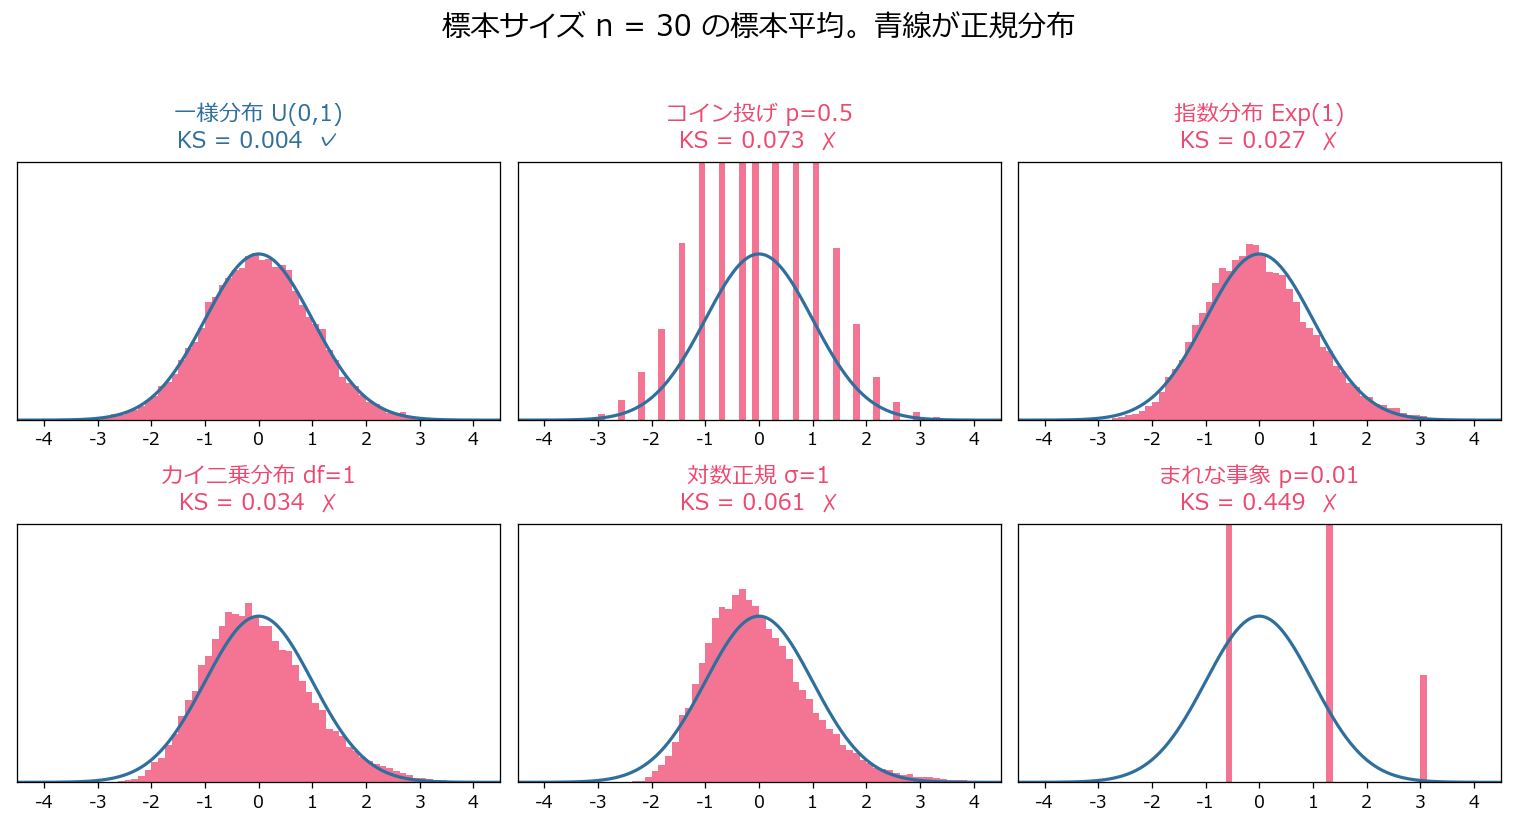 標本サイズ n = 30 の標本平均。青線が正規分布
一様分布 U(0,1)
KS = 0.004 ✓
コイン投げ p=0.5
KS = 0.073 ✗
指数分布 Exp(1)
KS = 0.027 ✗
-4 -3 -2 -1 0 1 2 3 4
-4 -3 -2 -1 0 1 2 3 4
-4 -3 -2 -1 0 1 2 3 4
カイ二乗分布 df=1
KS = 0.034 ✗
対数正規 σ=1
KS = 0.061 ✗
まれな事象 p=0.01
KS = 0.449 ✗
-4 -3 -2 -1 0 1 2 3 4
-4 -3 -2 -1 0 1 2 3 4
-4 -3 -2 -1 0 1 2 3 4